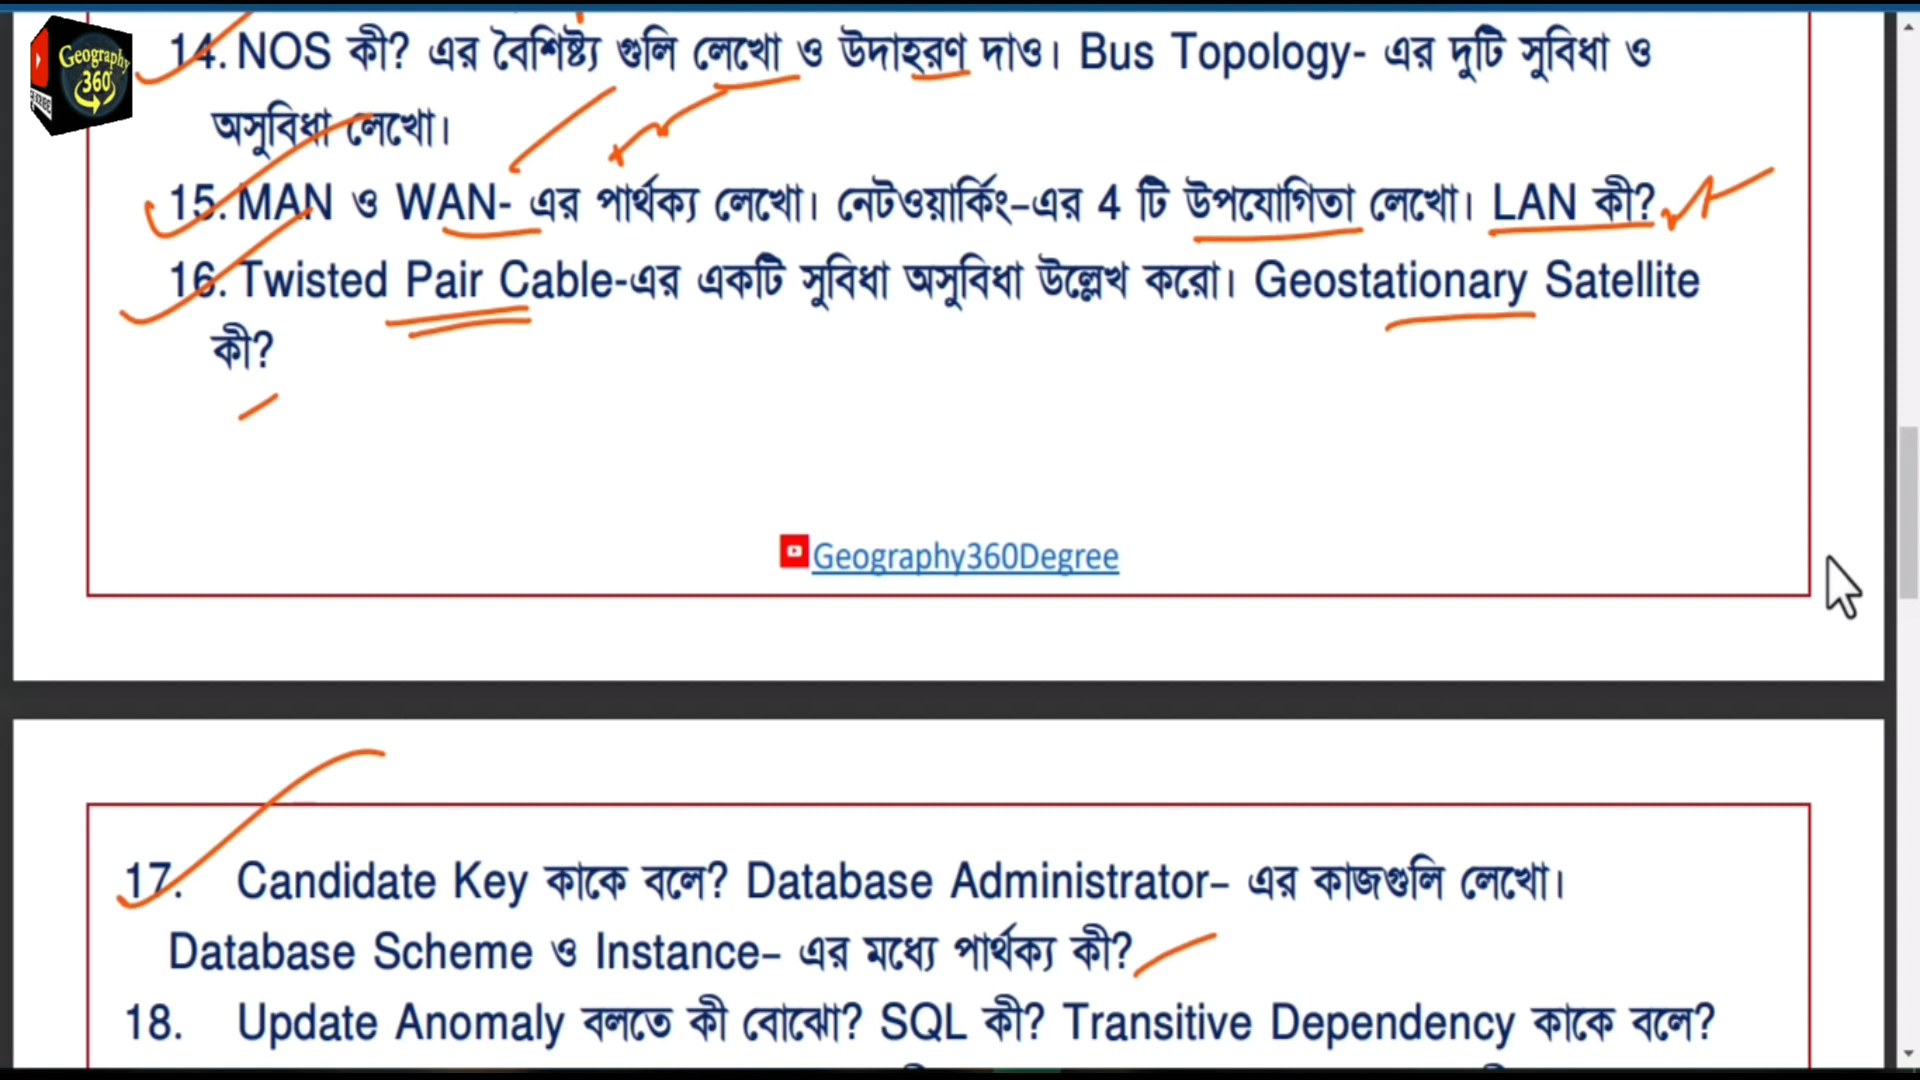 Geography
360°
14. NOS কী? এর বৈশিষ্ট্য গুলি লেখো ও উদাহরণ দাও। Bus Topology- এর দুটি সুবিধা ও
অসুবিধা লেখো।
15. MAN ও WAN- এর পার্থক্য লেখো। নেটওয়ার্কিং–এর 4 টি উপযোগিতা লেখো। LAN কী?
16. Twisted Pair Cable-এর একটি সুবিধা অসুবিধা উল্লেখ করো। Geostationary Satellite
কী?
Geography360Degree
17. Candidate Key কাকে বলে? Database Administrator– এর কাজগুলি লেখো।
Database Scheme ও Instance– এর মধ্যে পার্থক্য কী?
18. Update Anomaly বলতে কী বোঝো? SQL কী? Transitive Dependency কাকে বলে?